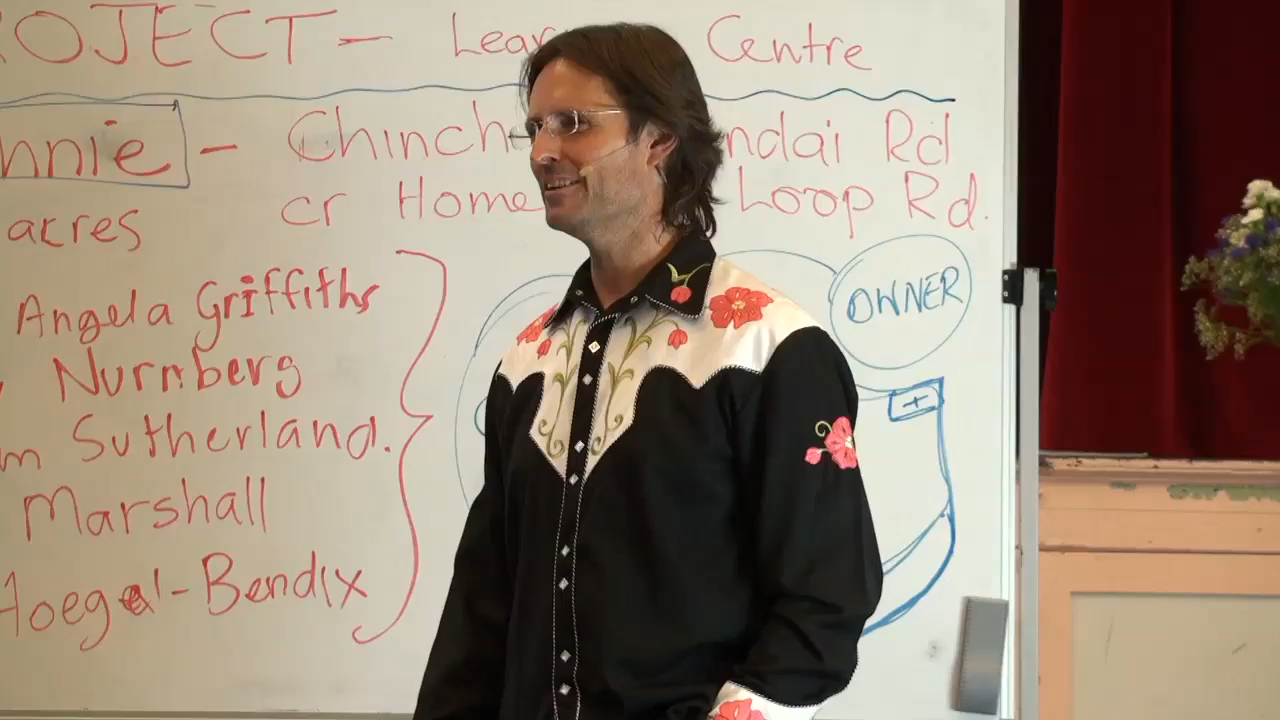 ROJECT - Lear Centre
nnie - Chinch ndai Rd
acres cr Home Loop Rd.
Angela Griffiths
OWNER
Nurnberg
+
m Sutherland.
Marshall
Hoegel-Bendix